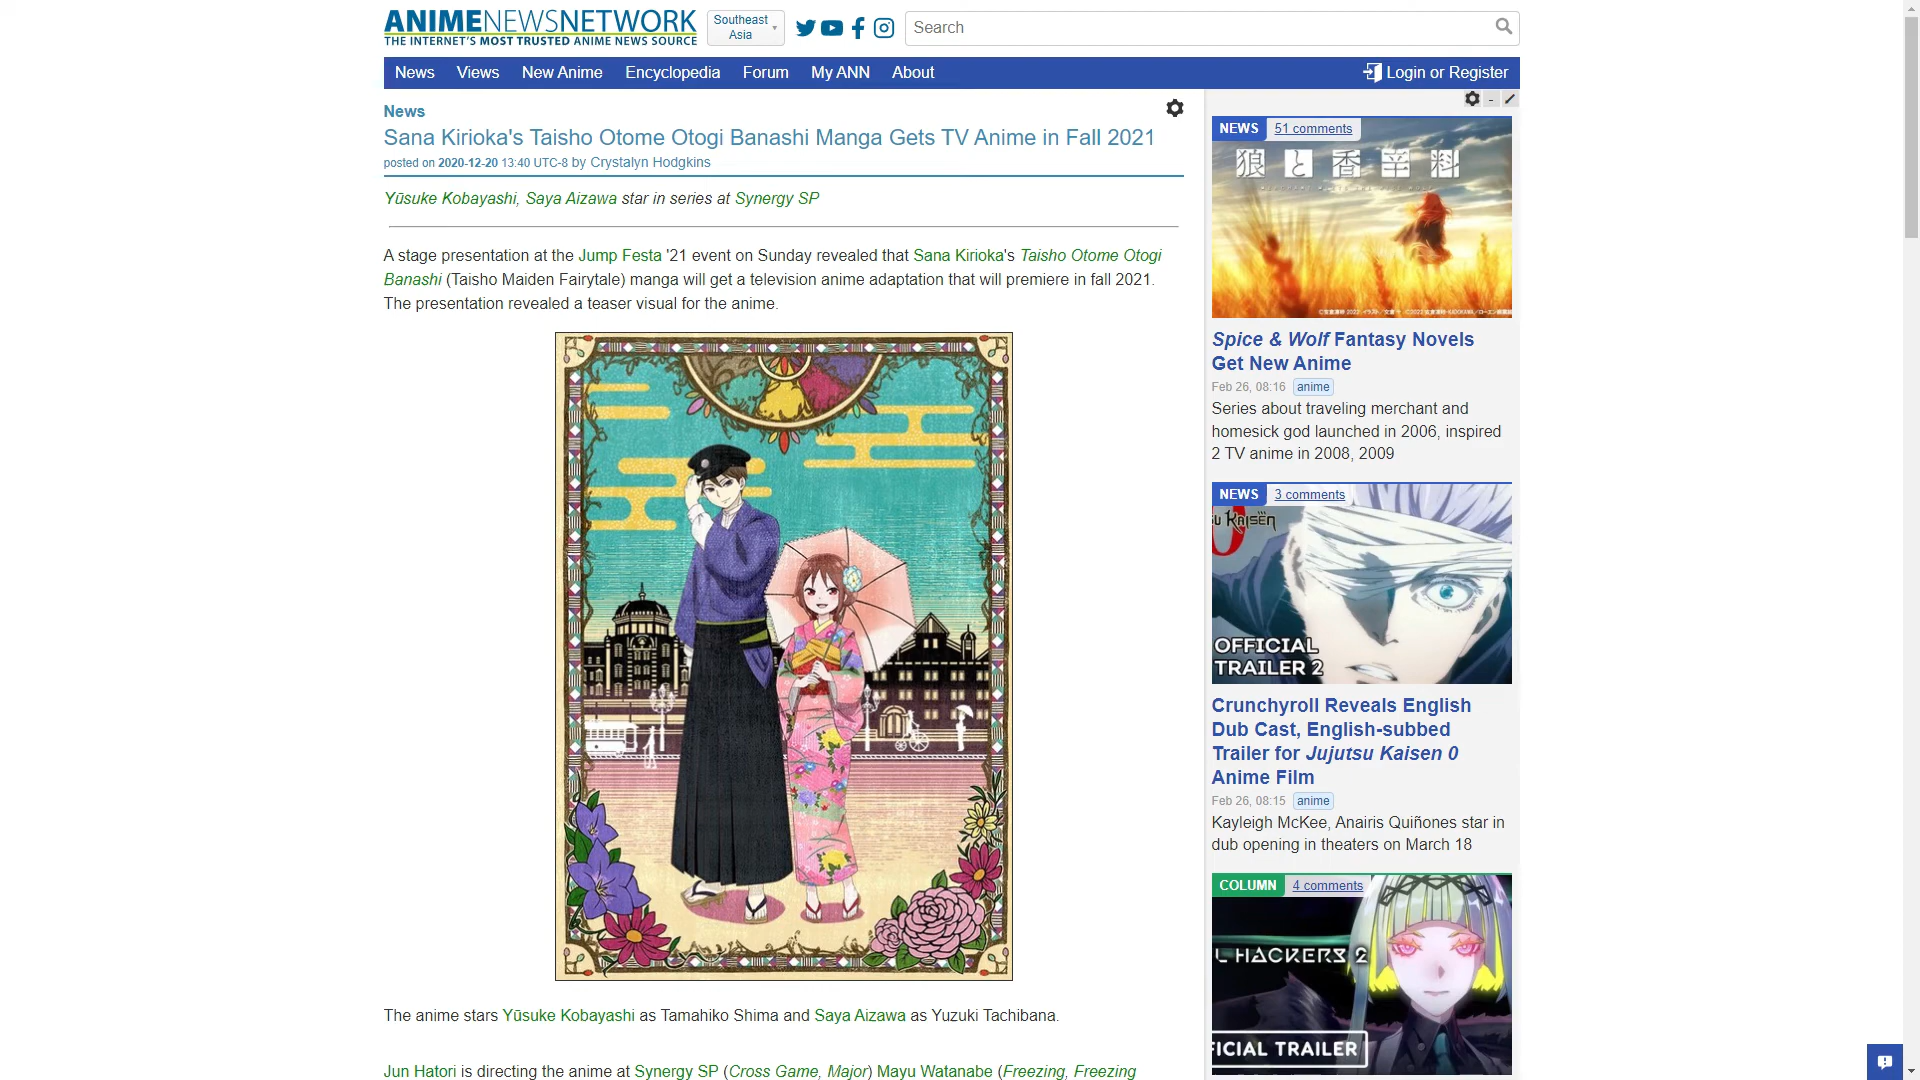 ANIMENEWSNETWORK
THE INTERNET'S MOST TRUSTED ANIME NEWS SOURCE
Southeast
Asia
Search
News Views New Anime Encyclopedia Forum My ANN About Login or Register
News
Sana Kirioka's Taisho Otome Otogi Banashi Manga Gets TV Anime in Fall 2021
posted on 2020-12-20 13:40 UTC-8 by Crystalyn Hodgkins
Yūsuke Kobayashi, Saya Aizawa star in series at Synergy SP
A stage presentation at the Jump Festa '21 event on Sunday revealed that Sana Kirioka's Taisho Otome Otogi
Banashi (Taisho Maiden Fairytale) manga will get a television anime adaptation that will premiere in fall 2021.
The presentation revealed a teaser visual for the anime.
The anime stars Yūsuke Kobayashi as Tamahiko Shima and Saya Aizawa as Yuzuki Tachibana.
Jun Hatori is directing the anime at Synergy SP (Cross Game, Major) Mayu Watanabe (Freezing, Freezing
NEWS 51 comments
狼と香辛料
Spice & Wolf Fantasy Novels
Get New Anime
Feb 26, 08:16 anime
Series about traveling merchant and
homesick god launched in 2006, inspired
2 TV anime in 2008, 2009
NEWS 3 comments
U KAISEN
0
OFFICIAL
TRAILER 2
Crunchyroll Reveals English
Dub Cast, English-subbed
Trailer for Jujutsu Kaisen 0
Anime Film
Feb 26, 08:15 anime
Kayleigh McKee, Anairis Quiñones star in
dub opening in theaters on March 18
COLUMN 4 comments
L HACKERS 2
FICIAL TRAILER